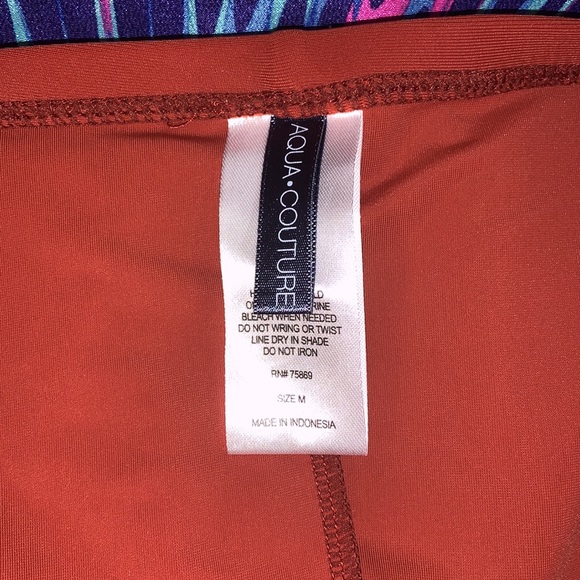 AQUA•COUTURE
BLEACH WHEN NEEDED
DO NOT WRING OR TWIST
LINE DRY IN SHADE
DO NOT IRON
RN# 75869
SIZE M
MADE IN INDONESIA